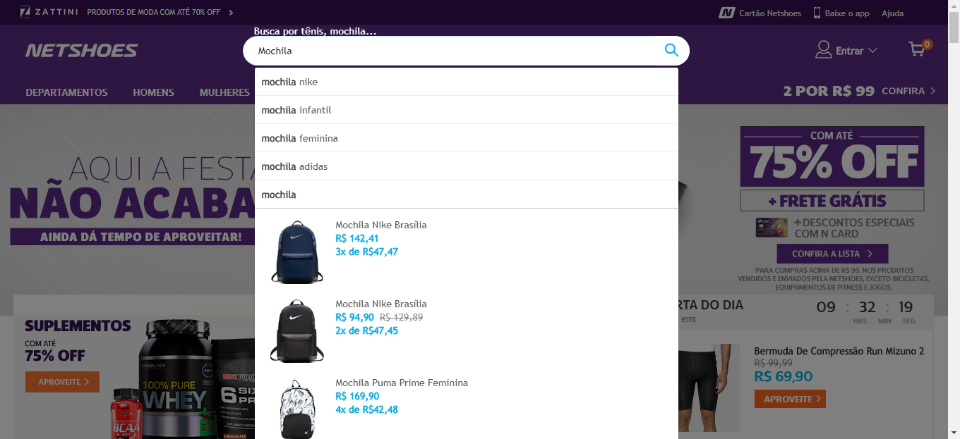 ZATTINI PRODUTOS DE MODA COM ATÉ 70% OFF
Cartão Netshoes Baixe o app Ajuda
Busca por tênis, mochila...
NETSHOES
Mochila
Entrar
0
DEPARTAMENTOS HOMENS MULHERES
2 POR R$ 99 CONFIRA
mochila nike
mochila infantil
mochila feminina
mochila adidas
mochila
AQUI A FESTA
NÃO ACABA
AINDA DÁ TEMPO DE APROVEITAR!
COM ATÉ
75% OFF
+ FRETE GRÁTIS
+DESCONTOS ESPECIAIS
COM N CARD
CONFIRA A LISTA
*PARA COMPRAS ACIMA DE R$ 99, NOS PRODUTOS
VENDIDOS E ENVIADOS PELA NETSHOES, EXCETO BICICLETAS,
EQUIPAMENTOS DE FITNESS E JOGOS.
Mochila Nike Brasília
R$ 142,41
3x de R$47,47
Mochila Nike Brasília
R$ 94,90 R$ 129,89
2x de R$47,45
Mochila Puma Prime Feminina
R$ 169,90
4x de R$42,48
SUPLEMENTOS
COM ATÉ
75% OFF
APROVEITE
100% PURE
WHEY
BCAA
6 SIX
CHOCOLATE
RTA DO DIA
em:
09 : 32 : 19
HRS MIN SEG
Bermuda De Compressão Run Mizuno 2
R$ 99,99
R$ 69,90
APROVEITE